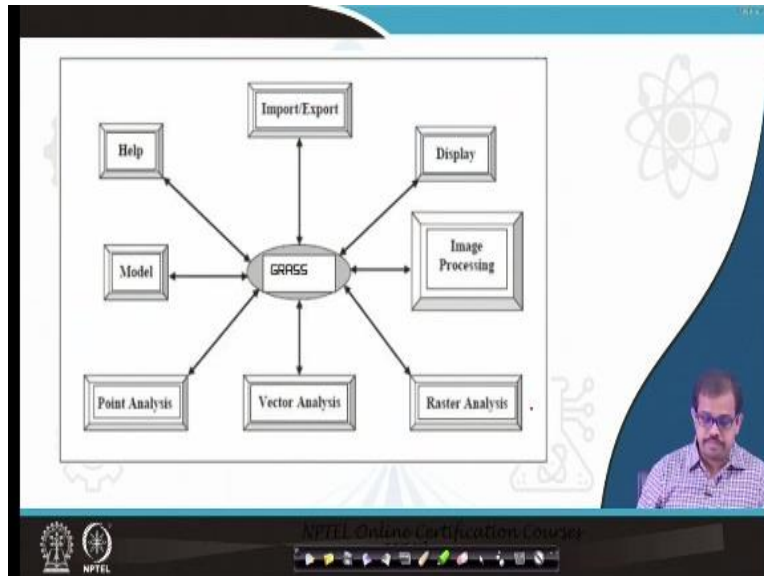 Import/Export
Help
Display
Image
Processing
Model
GRASS
Point Analysis
Vector Analysis
Raster Analysis
NPTEL Online Certification Courses
NPTEL